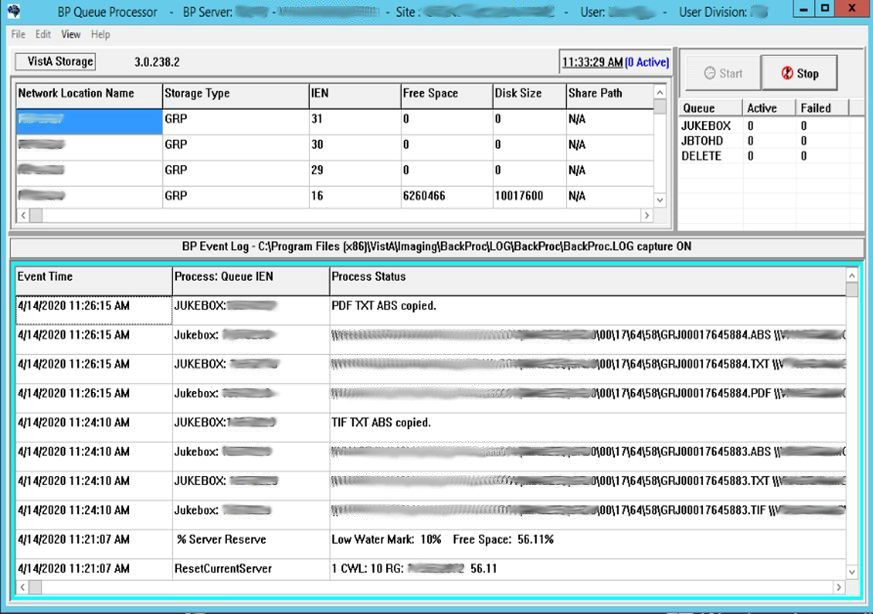 BP Queue Processor - BP Server: - - Site : - User: - User Division:
File Edit View Help
VistA Storage 3.0.238.2 11:33:29 AM (0 Active)
Start Stop
Network Location Name Storage Type IEN Free Space Disk Size Share Path
GRP 31 0 0 N/A
GRP 30 0 0 N/A
GRP 29 0 0 N/A
GRP 16 6260466 10017600 N/A
Queue Active Failed
JUKEBOX 0 0
JBTOHD 0 0
DELETE 0 0
BP Event Log - C:\Program Files (x86)\VistA\Imaging\BackProc\LOG\BackProc\BackProc.LOG capture ON
Event Time Process: Queue IEN Process Status
4/14/2020 11:26:15 AM JUKEBOX: PDF TXT ABS copied.
4/14/2020 11:26:15 AM Jukebox: \00\17\64\58\GRJ00017645884.ABS
4/14/2020 11:26:15 AM JUKEBOX: \00\17\64\58\GRJ00017645884.TXT
4/14/2020 11:26:15 AM Jukebox: \00\17\64\58\GRJ00017645884.PDF
4/14/2020 11:24:10 AM JUKEBOX: TIF TXT ABS copied.
4/14/2020 11:24:10 AM Jukebox: \00\17\64\58\GRJ00017645883.ABS
4/14/2020 11:24:10 AM JUKEBOX: \00\17\64\58\GRJ00017645883.TXT
4/14/2020 11:24:10 AM Jukebox: \00\17\64\58\GRJ00017645883.TIF
4/14/2020 11:21:07 AM % Server Reserve Low Water Mark: 10% Free Space: 56.11%
4/14/2020 11:21:07 AM ResetCurrentServer 1 CWL: 10 RG: 56.11